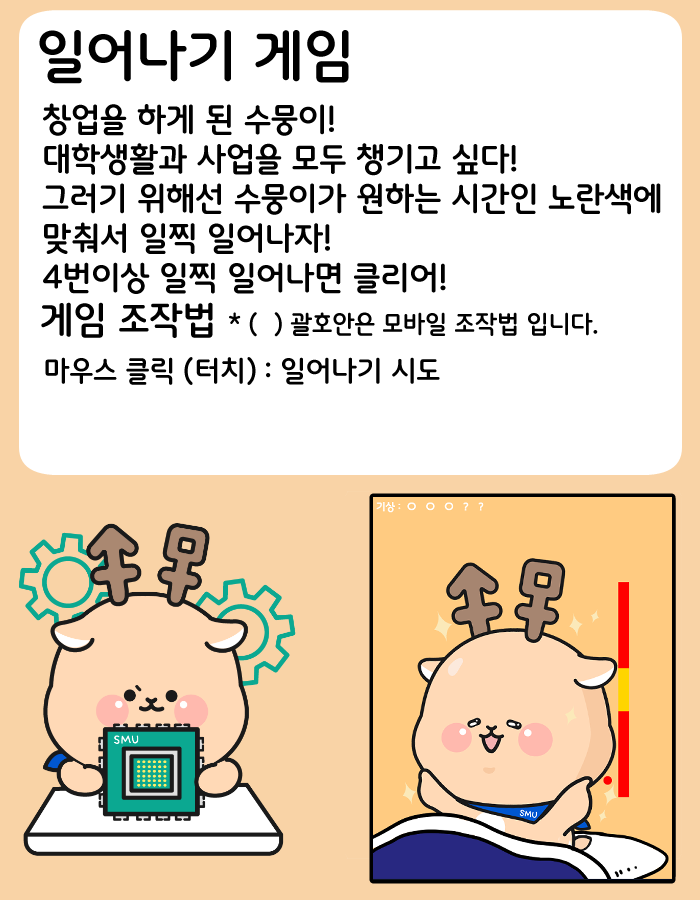 일어나기 게임
창업을 하게 된 수뭉이!
대학생활과 사업을 모두 챙기고 싶다!
그러기 위해선 수뭉이가 원하는 시간인 노란색에
맞춰서 일찍 일어나자!
4번이상 일찍 일어나면 클리어!
게임 조작법 * ( ) 괄호안은 모바일 조작법 입니다.
마우스 클릭 (터치) : 일어나기 시도
기상 : ㅇ ㅇ ㅇ ? ?
SMU
SMU